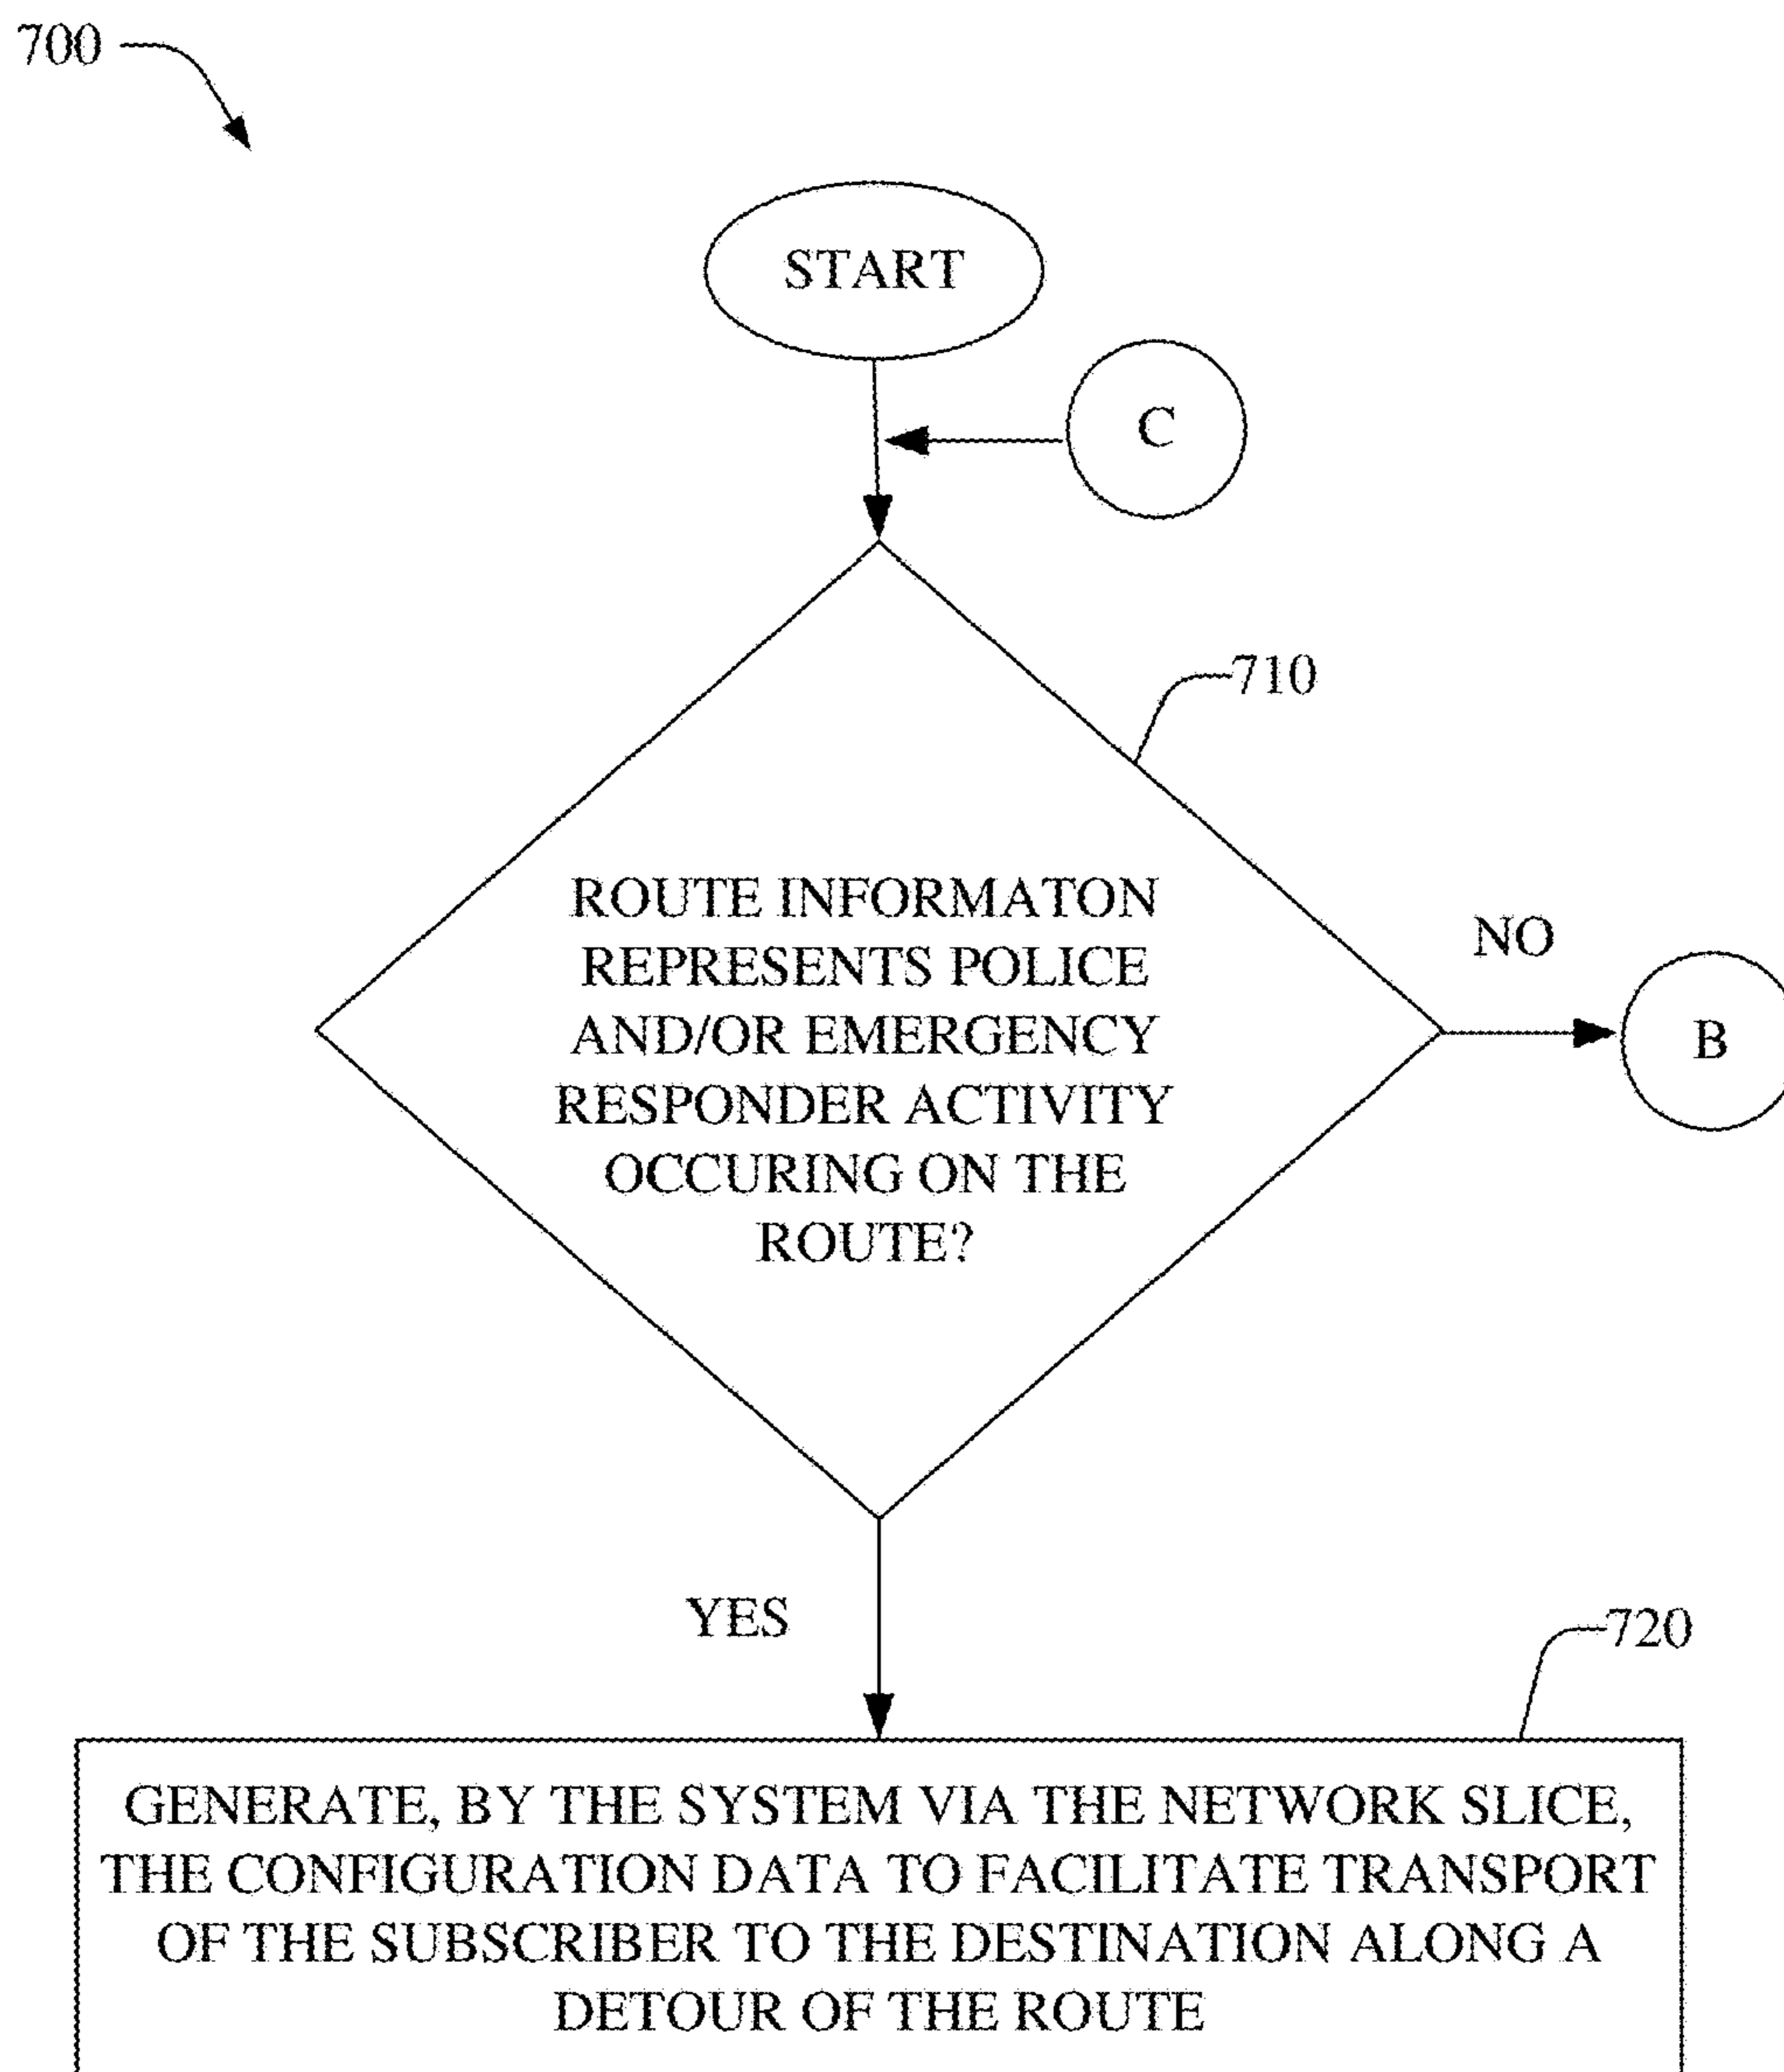 700
START
C
710
ROUTE INFORMATON
REPRESENTS POLICE
AND/OR EMERGENCY
RESPONDER ACTIVITY
OCCURING ON THE
ROUTE?
NO
B
YES
720
GENERATE, BY THE SYSTEM VIA THE NETWORK SLICE,
THE CONFIGURATION DATA TO FACILITATE TRANSPORT
OF THE SUBSCRIBER TO THE DESTINATION ALONG A
DETOUR OF THE ROUTE